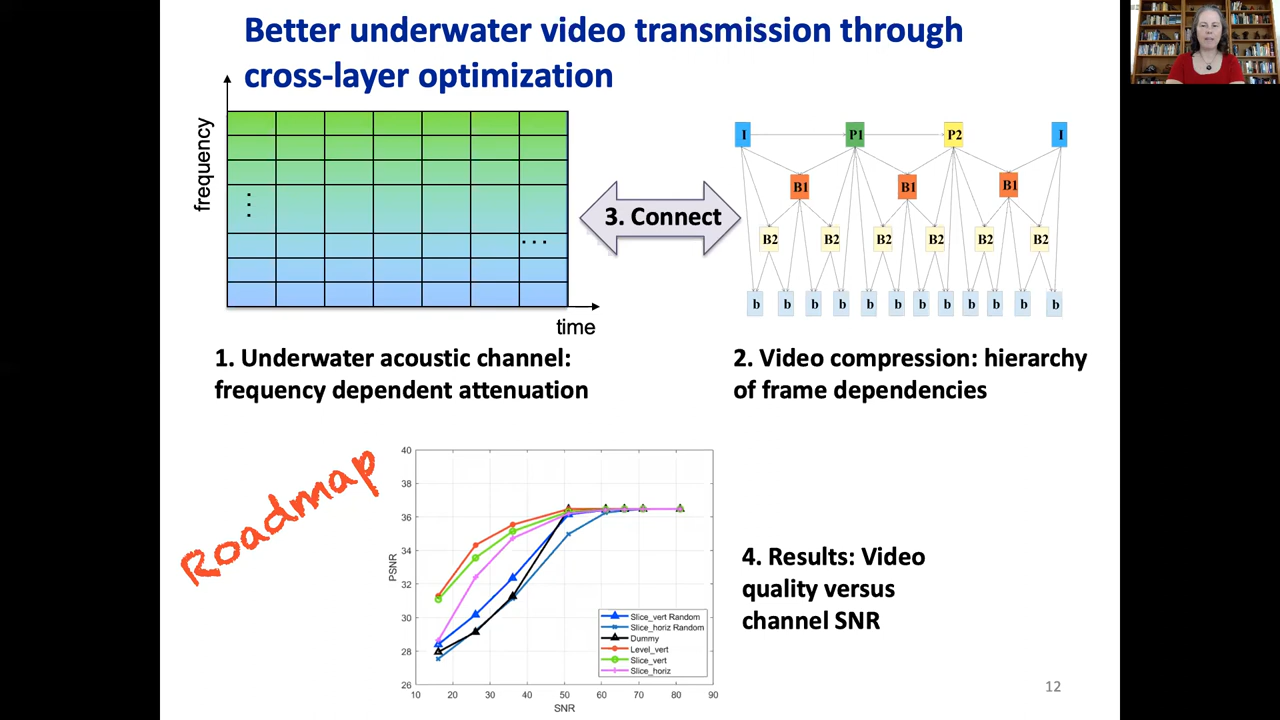 Better underwater video transmission through
cross-layer optimization
frequency
time
3. Connect
I P1 P2 I
B1 B1 B1
B2 B2 B2 B2 B2 B2
b b b b b b b b b b b b
1. Underwater acoustic channel:
frequency dependent attenuation
2. Video compression: hierarchy
of frame dependencies
Roadmap
40
38
36
34
32
30
28
26
PSNR
10 20 30 40 50 60 70 80 90
SNR
Slice_vert Random
Slice_horiz Random
Dummy
Level_vert
Slice_vert
Slice_horiz
4. Results: Video
quality versus
channel SNR
12